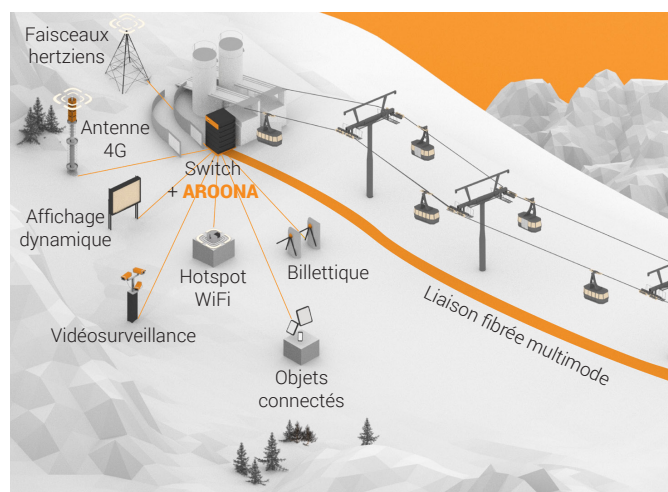 Faisceaux
hertziens
Antenne
4G
Switch
+ AROONA
Affichage
dynamique
Hotspot
WiFi
Billettique
Vidéosurveillance
Objets
connectés
Liaison fibrée multimode